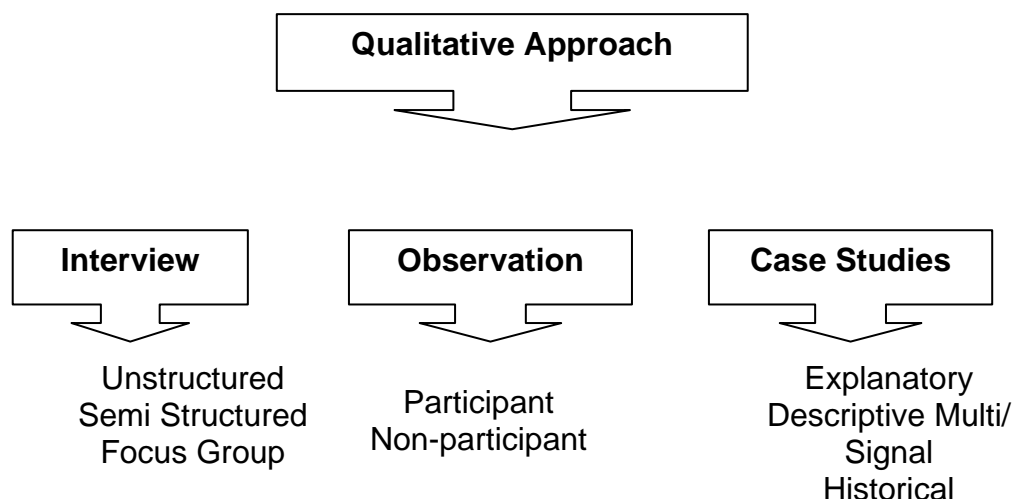 Qualitative Approach
Interview
Observation
Case Studies
Unstructured
Semi Structured
Focus Group
Participant
Non-participant
Explanatory
Descriptive Multi/
Signal
Historical